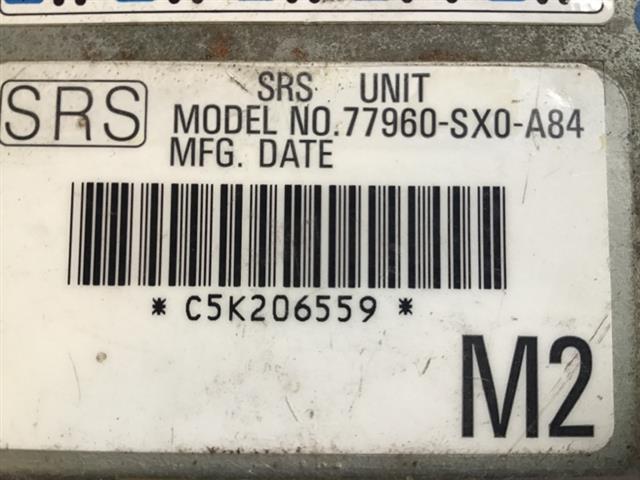 SRS
SRS UNIT
MODEL NO.77960-SX0-A84
MFG. DATE
* C5K206559 *
M2